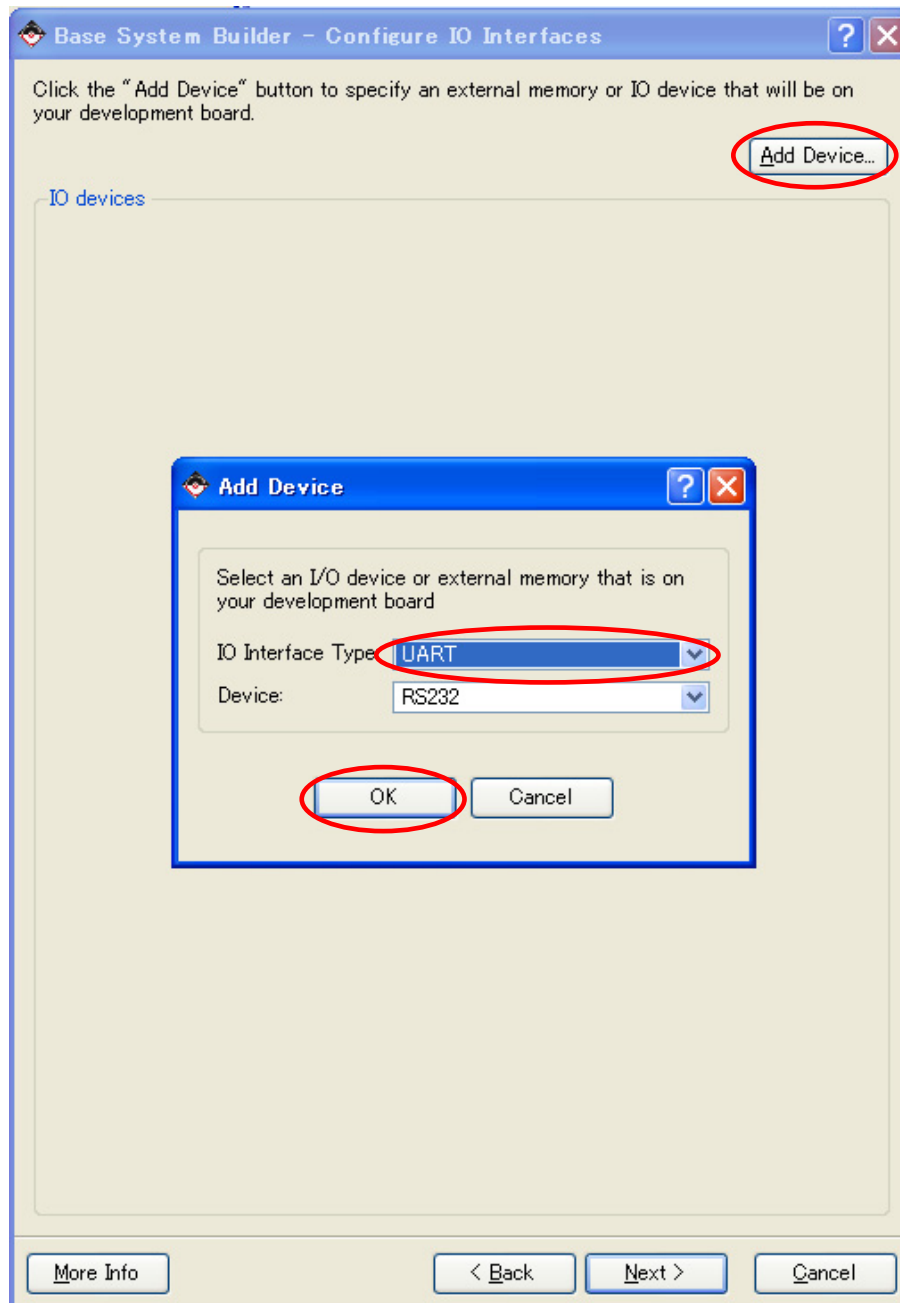 Base System Builder - Configure IO Interfaces
Click the "Add Device" button to specify an external memory or IO device that will be on
your development board.
Add Device...
IO devices
Add Device
Select an I/O device or external memory that is on
your development board
IO Interface Type
UART
Device:
RS232
OK
Cancel
More Info
< Back
Next >
Cancel